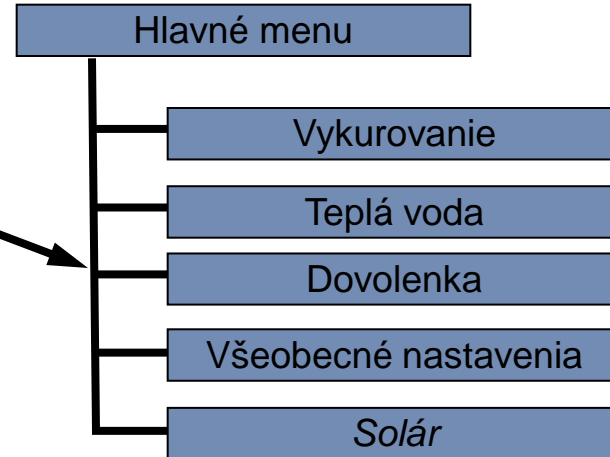 Hlavné menu
Vykurovanie
Teplá voda
Dovolenka
Všeobecné nastavenia
Solár